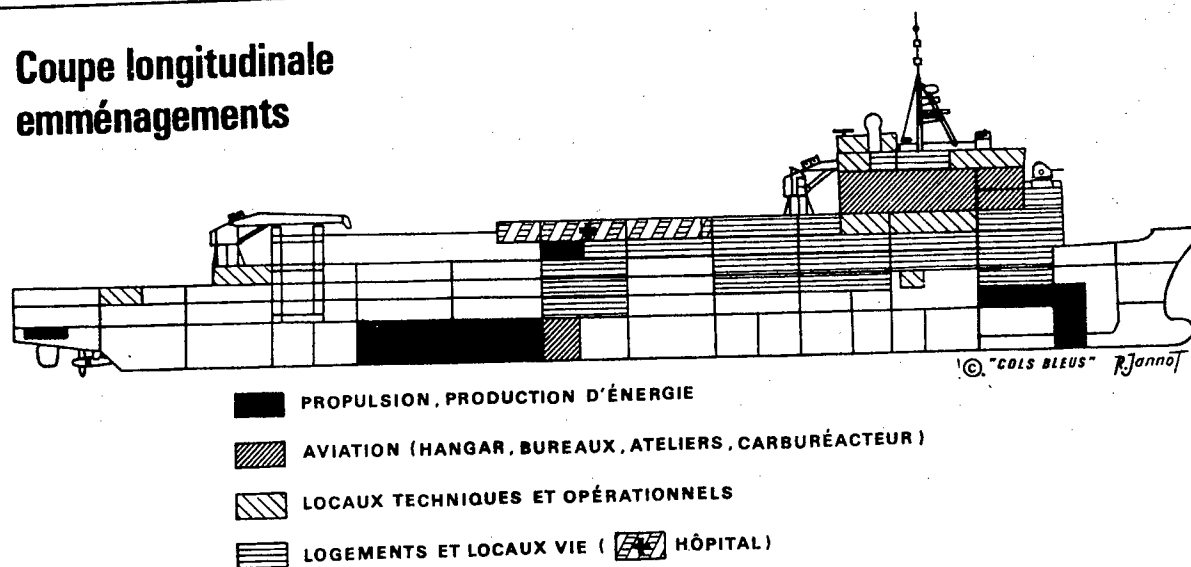 Coupe longitudinale
emménagements
©. "COLS BLEUS" R.Jannot
PROPULSION, PRODUCTION D'ÉNERGIE
AVIATION (HANGAR, BUREAUX, ATELIERS, CARBURÉACTEUR)
LOCAUX TECHNIQUES ET OPÉRATIONNELS
LOGEMENTS ET LOCAUX VIE ( HÔPITAL)